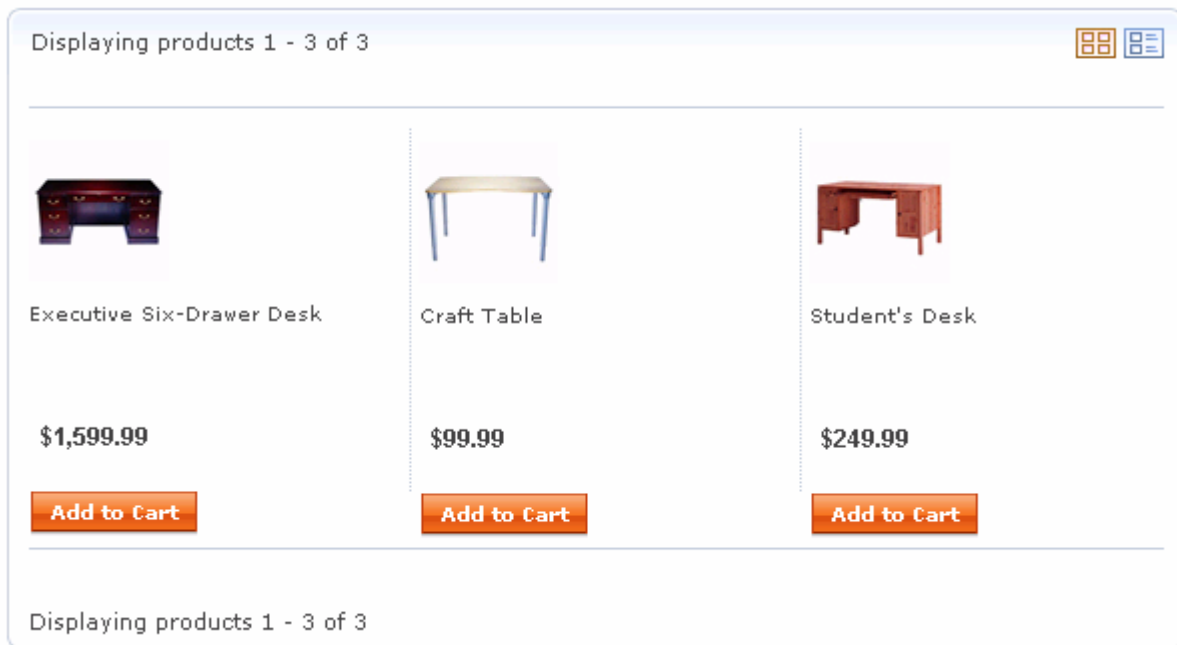 Displaying products 1 - 3 of 3
Executive Six-Drawer Desk
Craft Table
Student's Desk
$1,599.99
$99.99
$249.99
Add to Cart
Add to Cart
Add to Cart
Displaying products 1 - 3 of 3